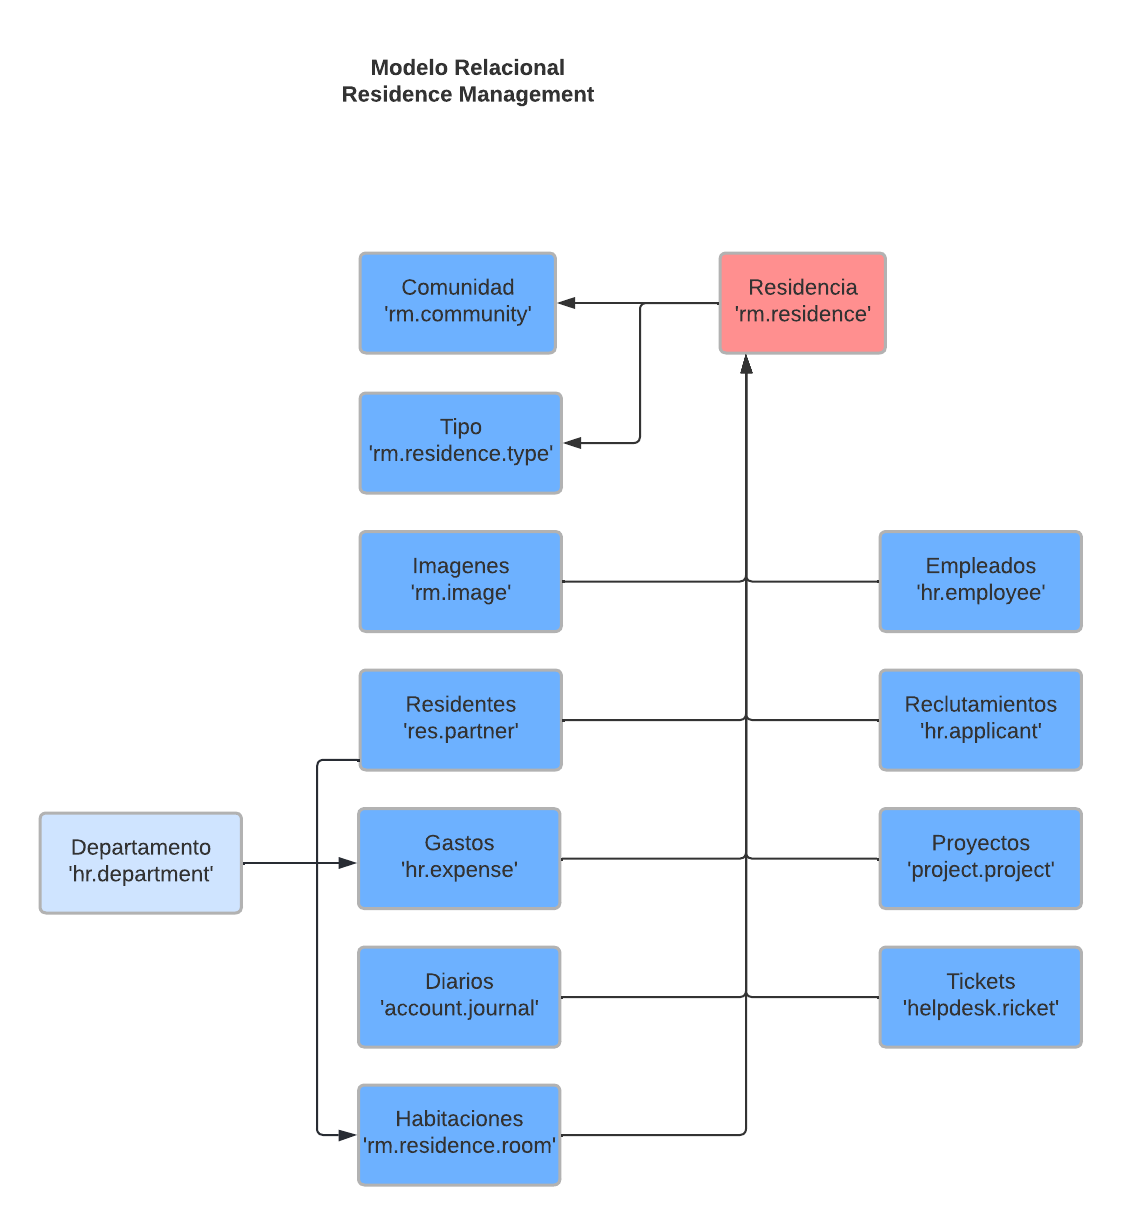 Modelo Relacional
Residence Management
Comunidad
'rm.community'
Residencia
'rm.residence'
Tipo
'rm.residence.type'
Imagenes
'rm.image'
Empleados
'hr.employee'
Residentes
'res.partner'
Reclutamientos
'hr.applicant'
Departamento
'hr.department'
Gastos
'hr.expense'
Proyectos
'project.project'
Diarios
'account.journal'
Tickets
'helpdesk.ricket'
Habitaciones
'rm.residence.room'